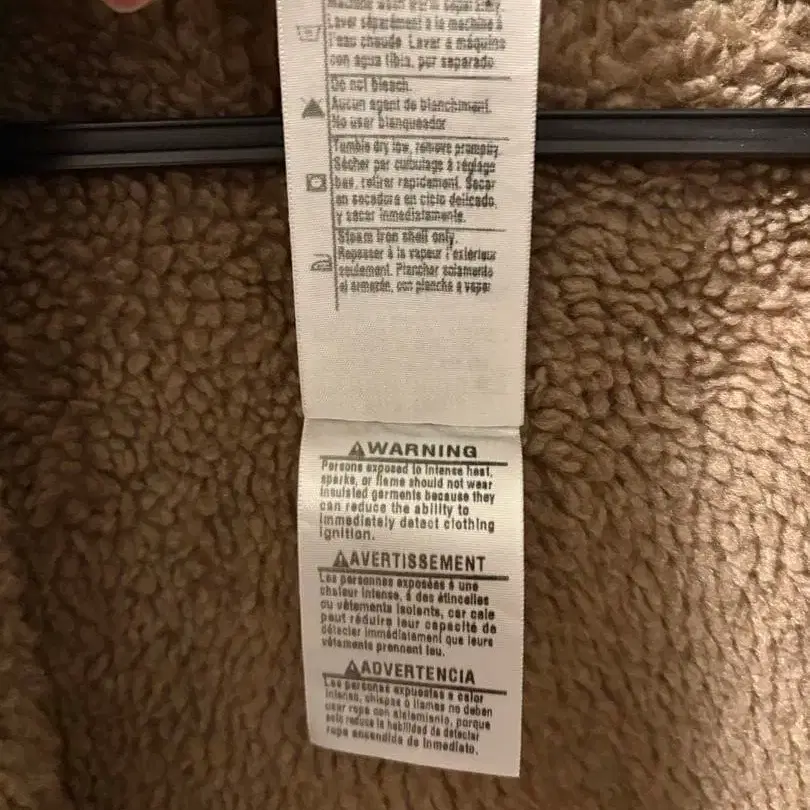 Machine wash warm separately.
Laver séparément à la machine à
l'eau chaude. Lavar a máquina
con agua tibia, por separado
Do not bleach.
Aucun agent de blanchiment.
No usar blanqueador
Tumble dry low, remove promptly.
Sécher par culbutage à réglage
bas, retirer rapidement. Secar
en secadora en ciclo delicado,
y sacar inmediatamente.
Steam iron shell only.
Repasser à la vapeur l'extérieur
seulement. Planchar solamente
el armazón, con plancha a vapor
WARNING
Persons exposed to intense heat,
sparks, or flame should not wear
insulated garments because they
can reduce the ability to
immediately detect clothing
ignition.
AVERTISSEMENT
Les personnes exposées à une
chaleur intense, à des étincelles
ou vêtements isolants, car cale
peut réduire leur capacité de
détecter immédiatement que leurs
vêtements prennent feu.
ADVERTENCIA
Las personas expuestas a calor
intenso, chispas o llamas no deben
usar ropa con aislamiento, porque
esto reduce la habilidad de detectar
ropa encendida de inmediato.